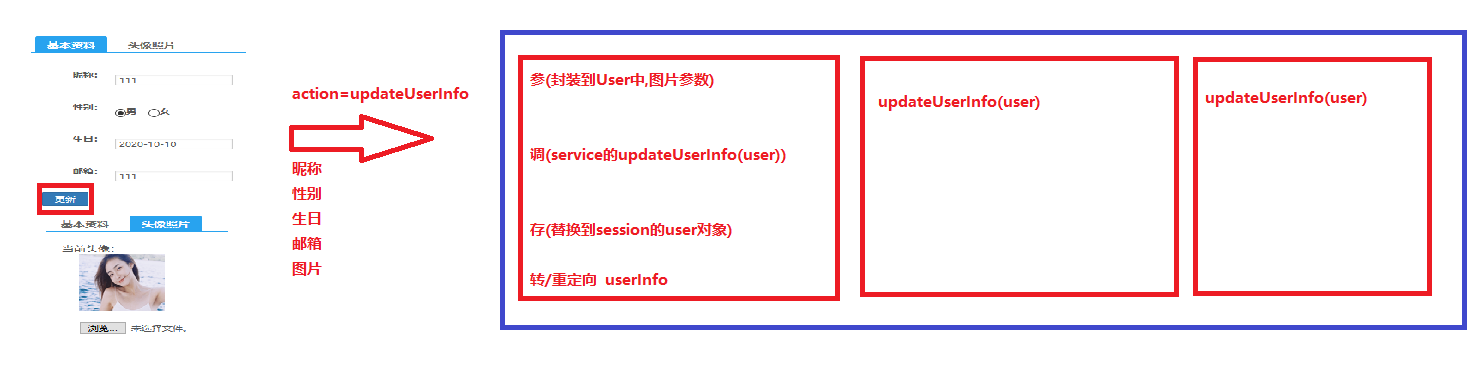 基本资料 头像照片
昵称: 111
性别: 男 女
生日: 2020-10-10
邮箱: 111
更新
基本资料 头像照片
当前头像:
浏览... 未选择文件。
action=updateUserInfo
昵称
性别
生日
邮箱
图片
参(封装到User中,图片参数)
调(service的updateUserInfo(user))
存(替换到session的user对象)
转/重定向 userInfo
updateUserInfo(user)
updateUserInfo(user)